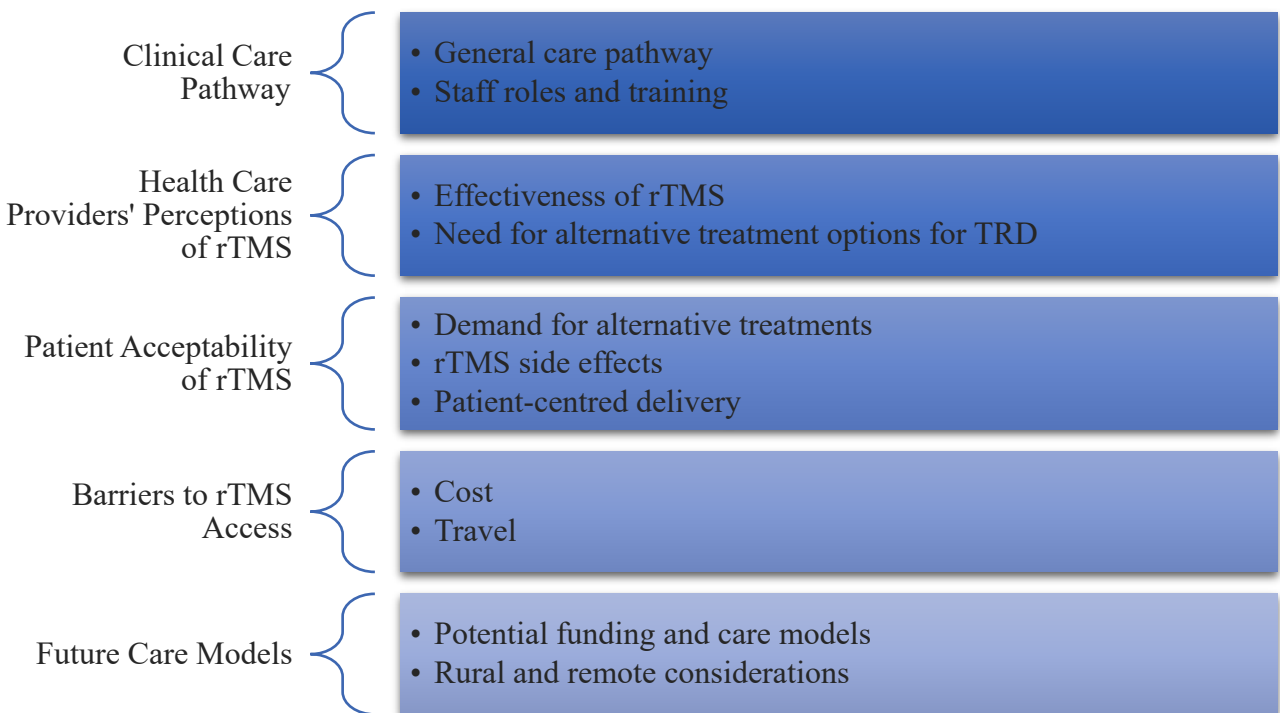 Clinical Care
Pathway
• General care pathway
• Staff roles and training
Health Care
Providers' Perceptions
of rTMS
• Effectiveness of rTMS
• Need for alternative treatment options for TRD
Patient Acceptability
of rTMS
• Demand for alternative treatments
• rTMS side effects
• Patient-centred delivery
Barriers to rTMS
Access
• Cost
• Travel
Future Care Models
• Potential funding and care models
• Rural and remote considerations